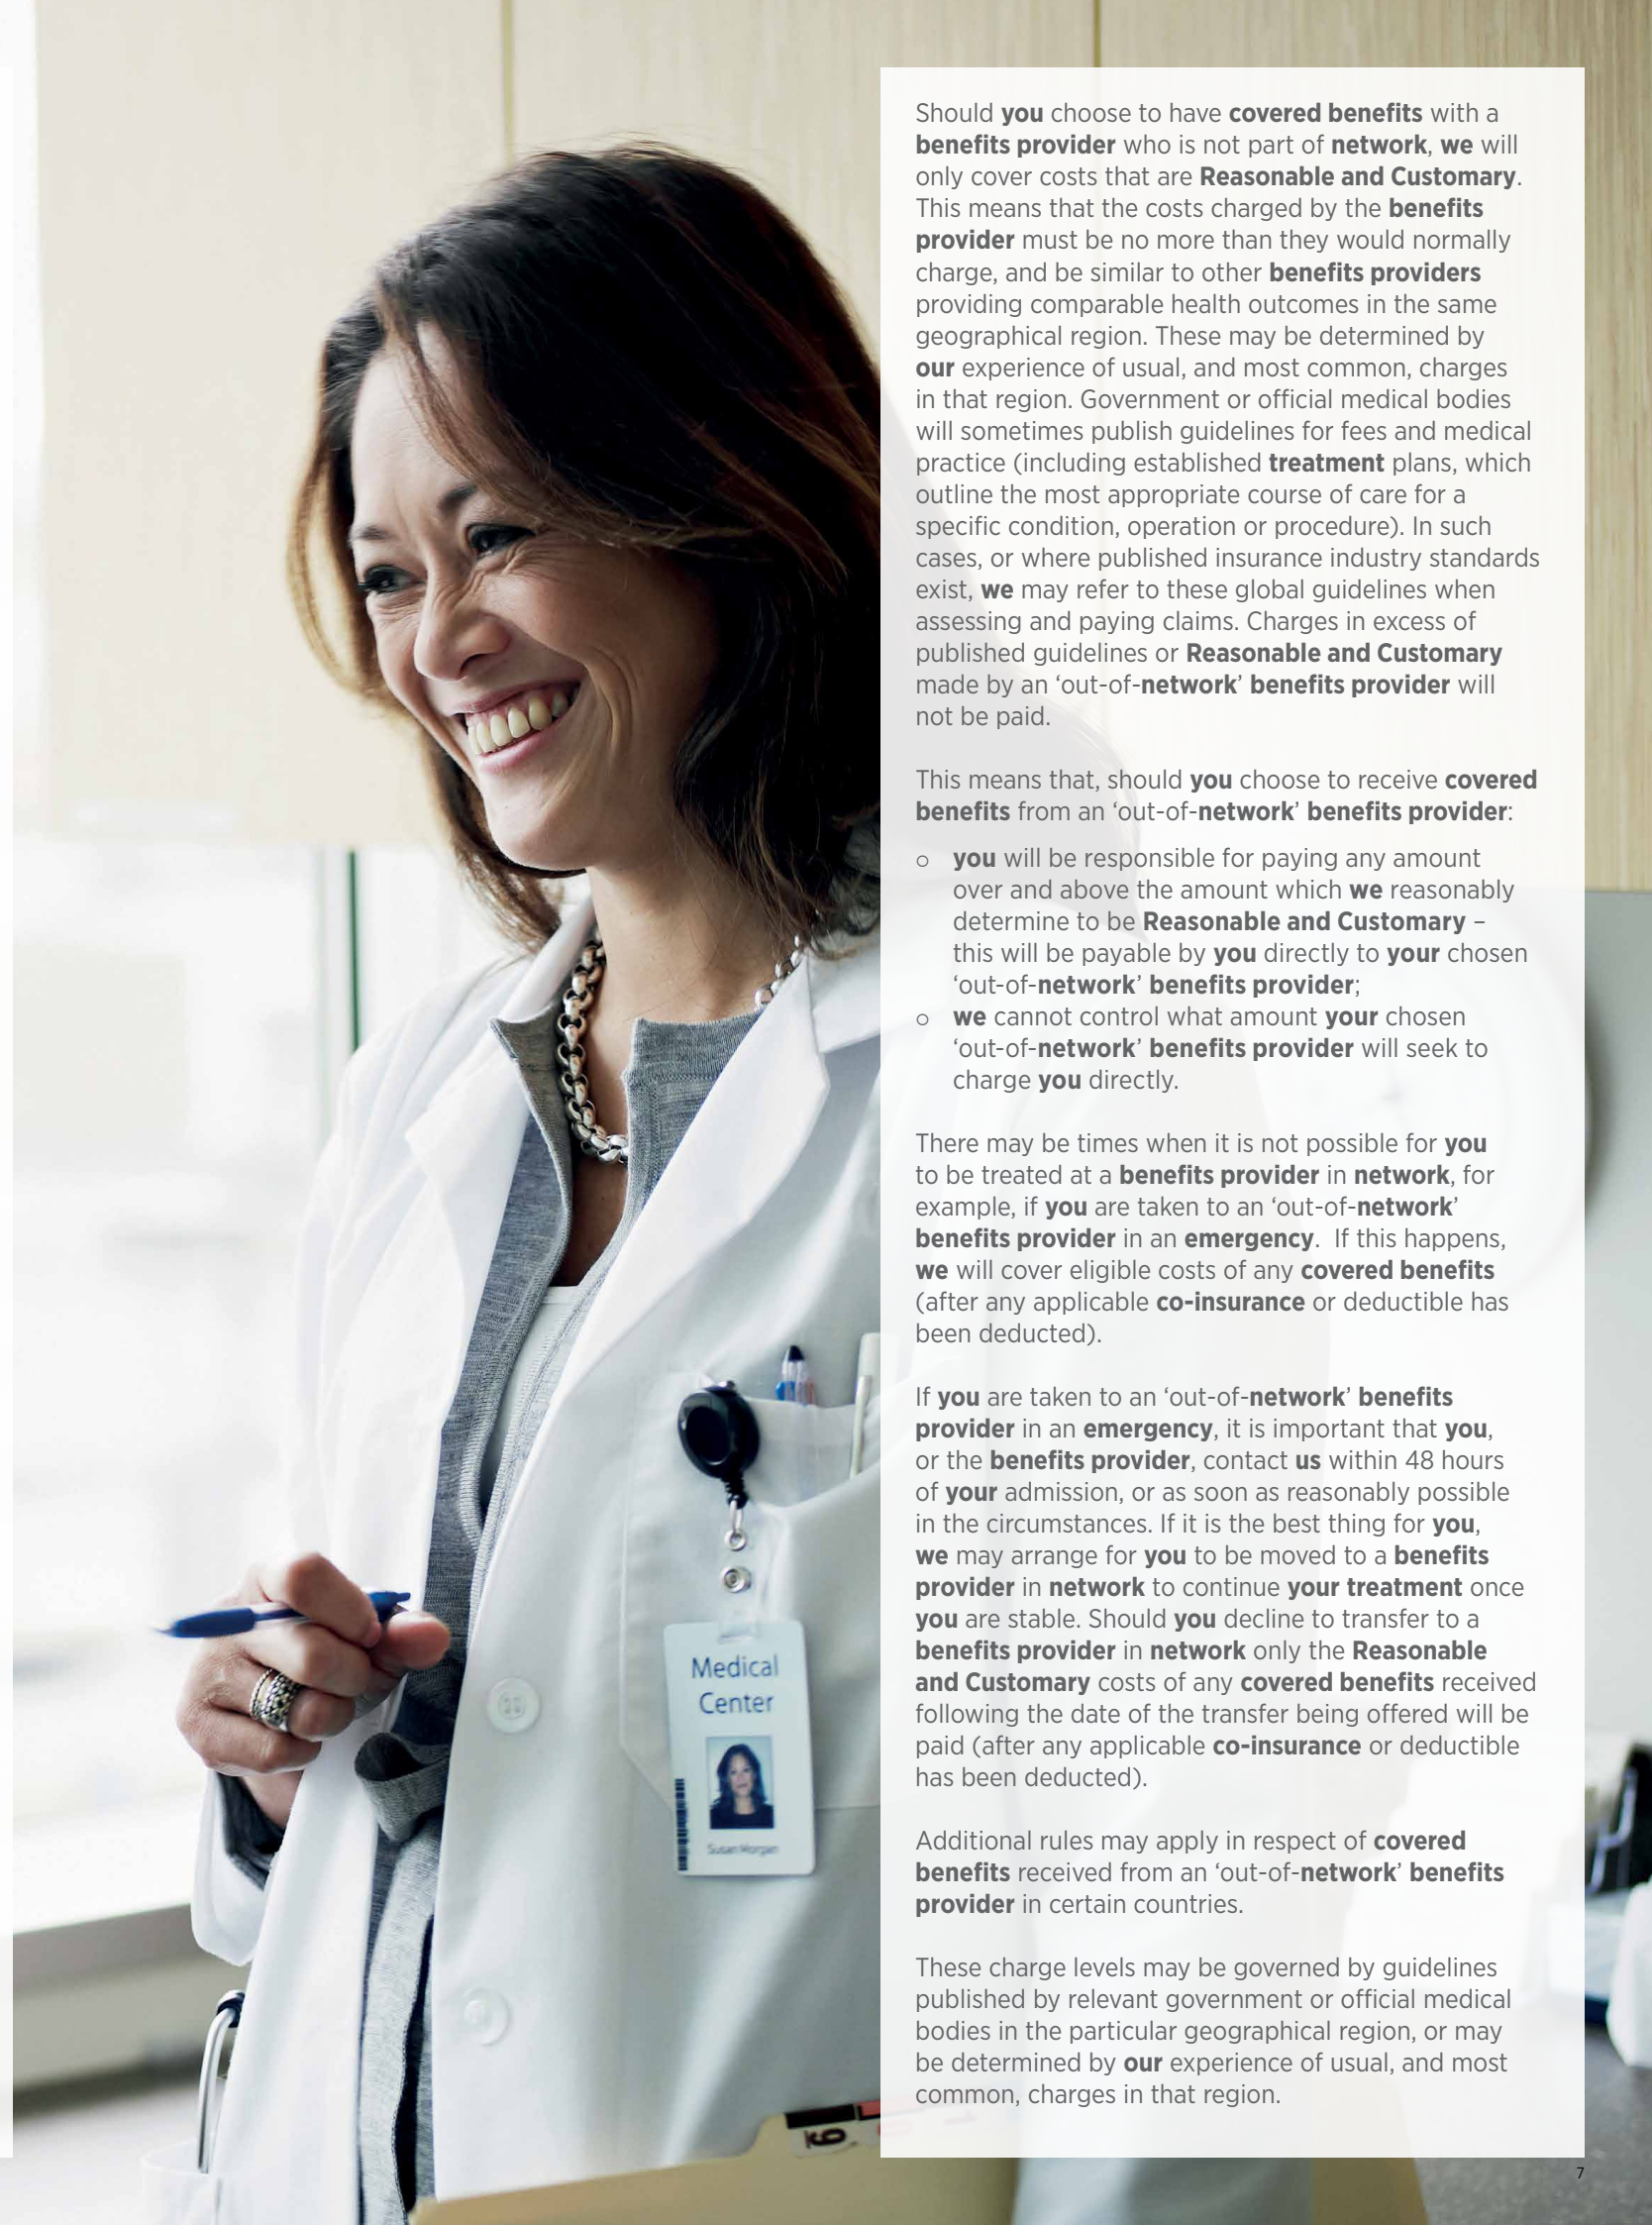 Should you choose to have covered benefits with a
benefits provider who is not part of network, we will
only cover costs that are Reasonable and Customary.
This means that the costs charged by the benefits
provider must be no more than they would normally
charge, and be similar to other benefits providers
providing comparable health outcomes in the same
geographical region. These may be determined by
our experience of usual, and most common, charges
in that region. Government or official medical bodies
will sometimes publish guidelines for fees and medical
practice (including established treatment plans, which
outline the most appropriate course of care for a
specific condition, operation or procedure). In such
cases, or where published insurance industry standards
exist, we may refer to these global guidelines when
assessing and paying claims. Charges in excess of
published guidelines or Reasonable and Customary
made by an ‘out-of-network’ benefits provider will
not be paid.
This means that, should you choose to receive covered
benefits from an ‘out-of-network’ benefits provider:
○ you will be responsible for paying any amount
over and above the amount which we reasonably
determine to be Reasonable and Customary –
this will be payable by you directly to your chosen
‘out-of-network’ benefits provider;
○ we cannot control what amount your chosen
‘out-of-network’ benefits provider will seek to
charge you directly.
There may be times when it is not possible for you
to be treated at a benefits provider in network, for
example, if you are taken to an ‘out-of-network’
benefits provider in an emergency.  If this happens,
we will cover eligible costs of any covered benefits
(after any applicable co-insurance or deductible has
been deducted).
If you are taken to an ‘out-of-network’ benefits
provider in an emergency, it is important that you,
or the benefits provider, contact us within 48 hours
of your admission, or as soon as reasonably possible
in the circumstances. If it is the best thing for you,
we may arrange for you to be moved to a benefits
provider in network to continue your treatment once
you are stable. Should you decline to transfer to a
benefits provider in network only the Reasonable
and Customary costs of any covered benefits received
following the date of the transfer being offered will be
paid (after any applicable co-insurance or deductible
has been deducted).
Additional rules may apply in respect of covered
benefits received from an ‘out-of-network’ benefits
provider in certain countries.
These charge levels may be governed by guidelines
published by relevant government or official medical
bodies in the particular geographical region, or may
be determined by our experience of usual, and most
common, charges in that region.
Medical
Center
Susan Morgan
7